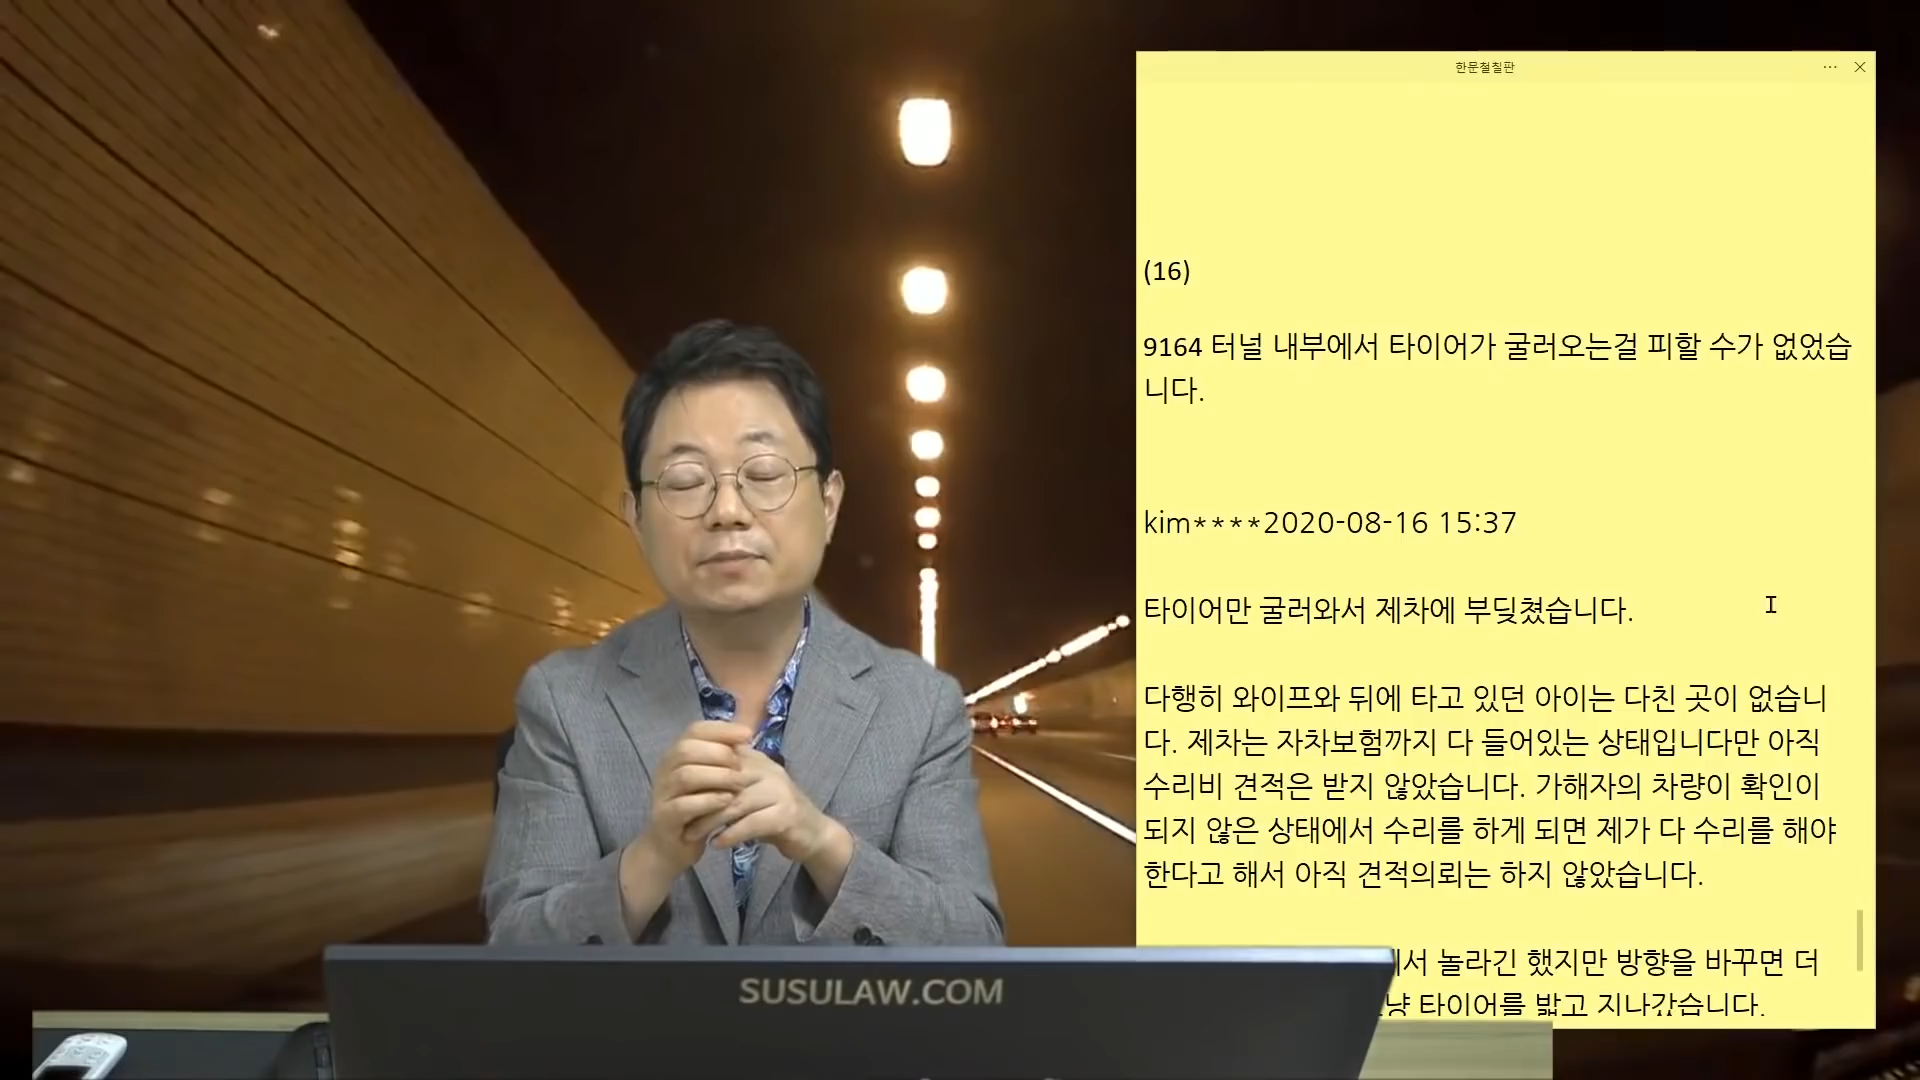 한문철칠판
(16)
9164 터널 내부에서 타이어가 굴러오는걸 피할 수가 없었습
니다.
kim****2020-08-16 15:37
타이어만 굴러와서 제차에 부딪쳤습니다.
다행히 와이프와 뒤에 타고 있던 아이는 다친 곳이 없습니
다. 제차는 자차보험까지 다 들어있는 상태입니다만 아직
수리비 견적은 받지 않았습니다. 가해자의 차량이 확인이
되지 않은 상태에서 수리를 하게 되면 제가 다 수리를 해야
한다고 해서 아직 견적의뢰는 하지 않았습니다.
놀라긴 했지만 방향을 바꾸면 더
타이어를 밟고 지나갔습니다.
SUSULAW.COM